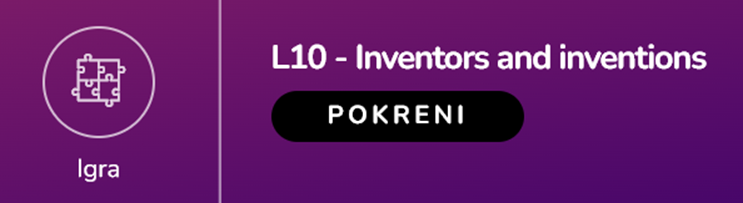 Igra
L10 - Inventors and inventions
POKRENI